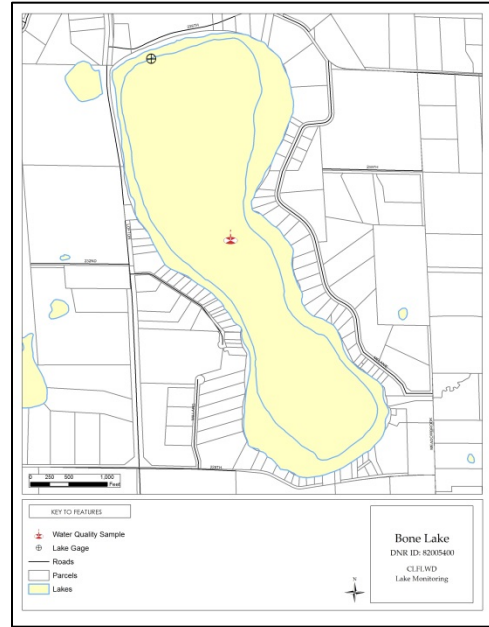 0 250 500 1,000
Feet
KEY TO FEATURES
Water Quality Sample
Lake Gage
Roads
Parcels
Lakes
Bone Lake
DNR ID: 82005400
CLFLWD
Lake Monitoring
N